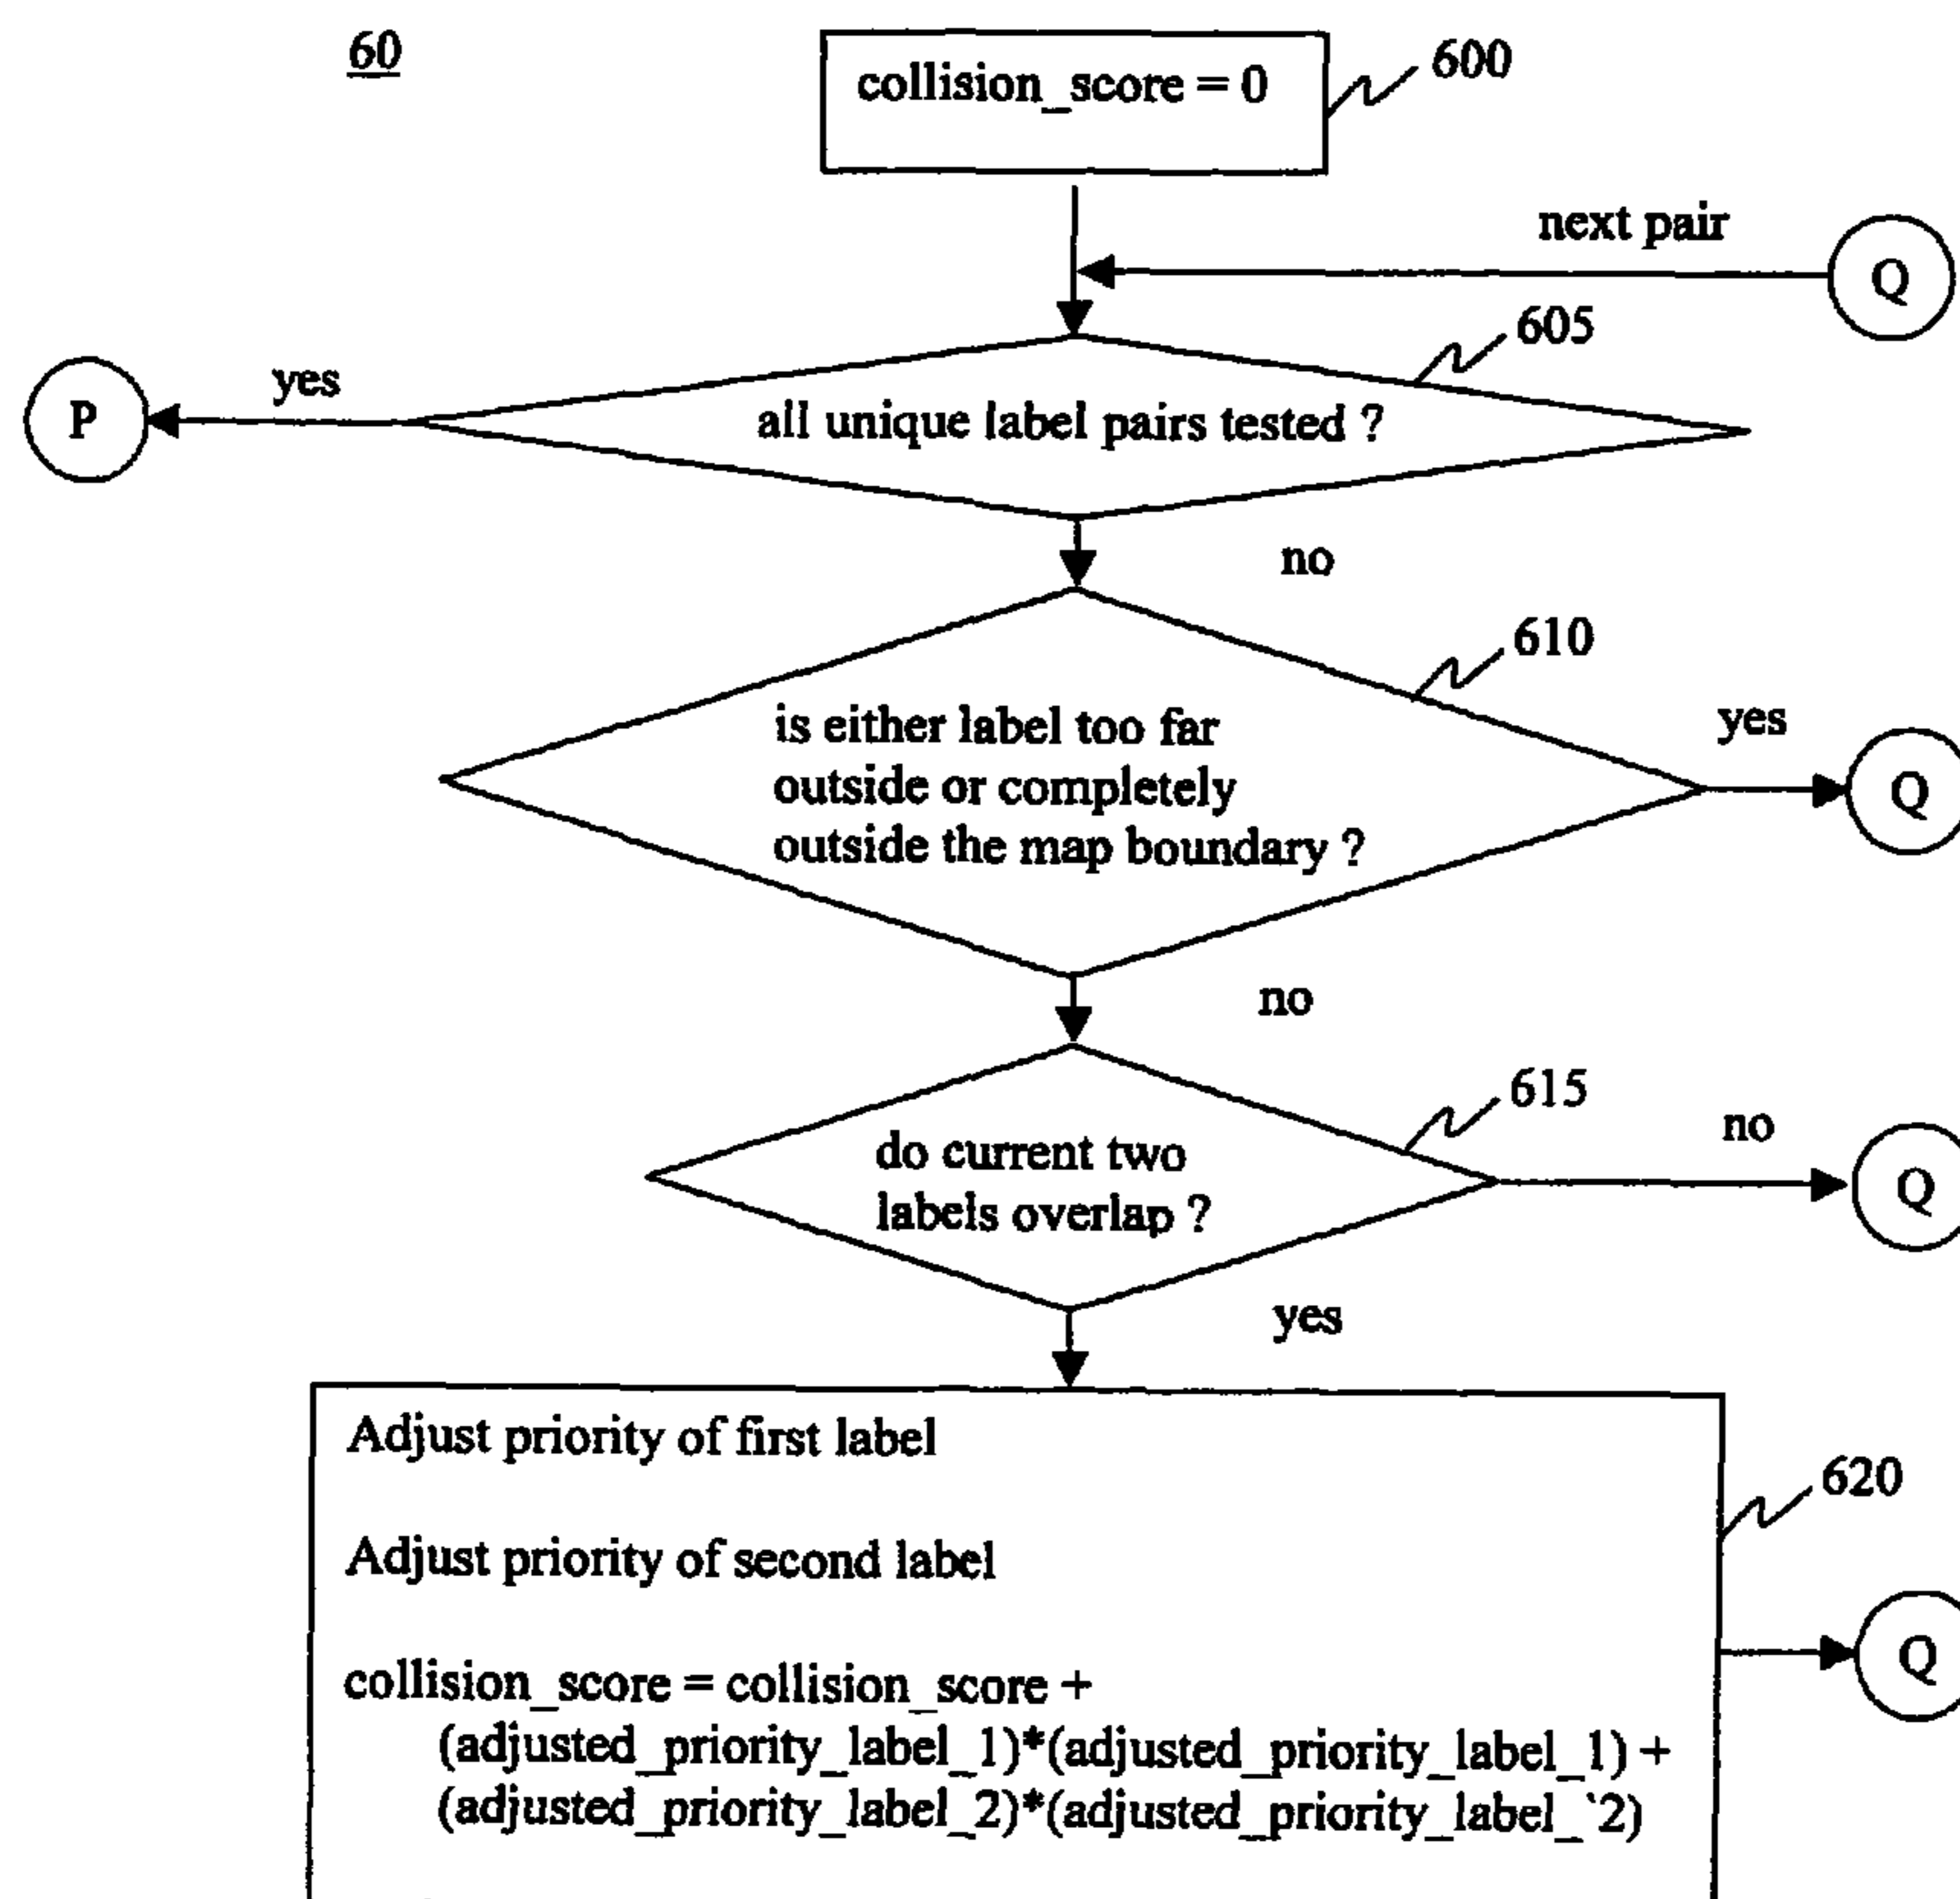 60
collision_score = 0
600
next pair
Q
605
yes
P
all unique label pairs tested ?
no
610
is either label too far
outside or completely
outside the map boundary ?
yes
Q
no
615
do current two
labels overlap ?
no
Q
yes
Adjust priority of first label
620
Adjust priority of second label
Q
collision_score = collision_score +
(adjusted_priority_label_1)*(adjusted_priority_label_1) +
(adjusted_priority_label_2)*(adjusted_priority_label_`2)